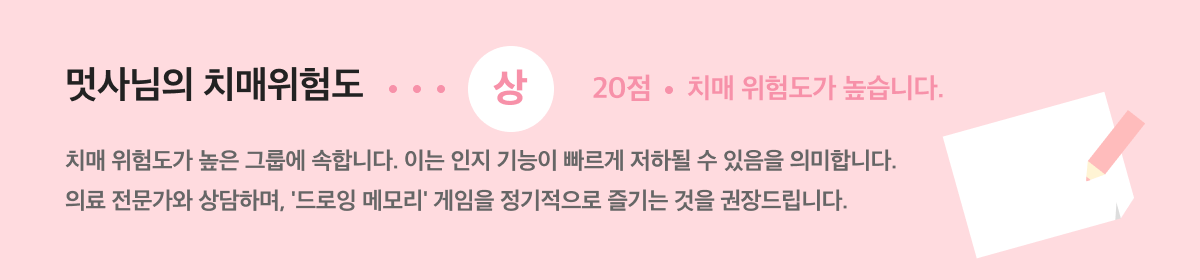 멋사님의 치매위험도 • • • 상 20점 • 치매 위험도가 높습니다.
치매 위험도가 높은 그룹에 속합니다. 이는 인지 기능이 빠르게 저하될 수 있음을 의미합니다.
의료 전문가와 상담하며, '드로잉 메모리' 게임을 정기적으로 즐기는 것을 권장드립니다.